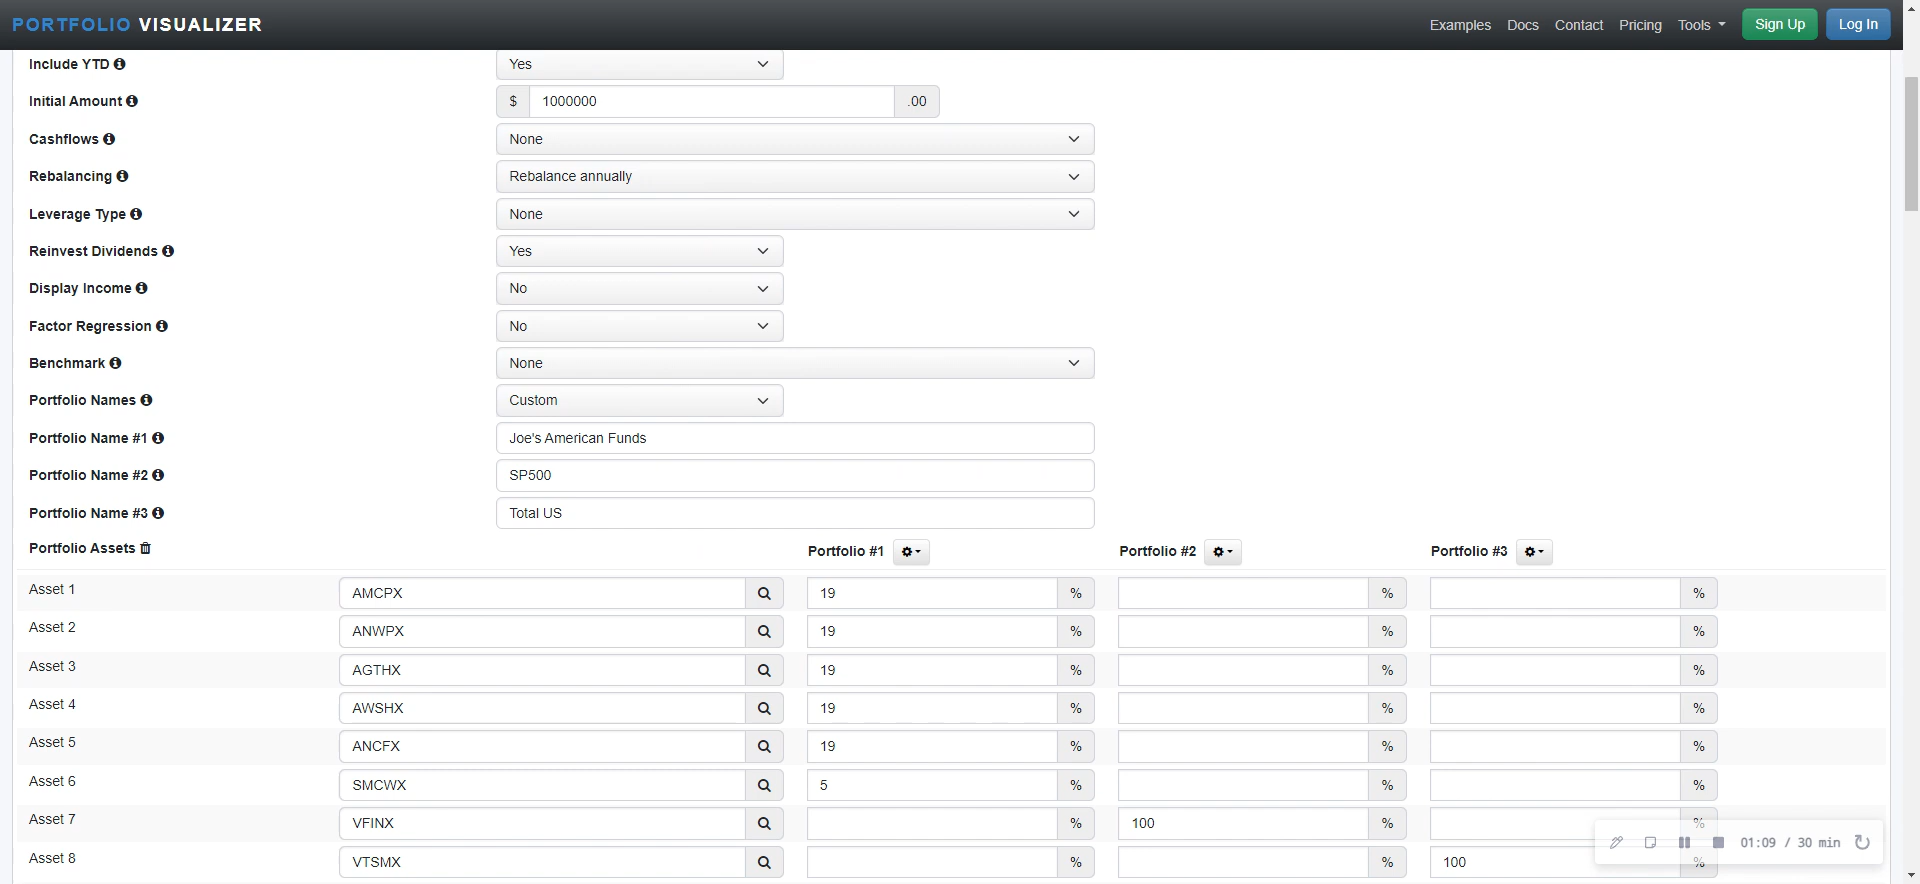 PORTFOLIO VISUALIZER Examples Docs Contact Pricing Tools Sign Up Log In
Include YTD Yes
Initial Amount $ 1000000 .00
Cashflows None
Rebalancing Rebalance annually
Leverage Type None
Reinvest Dividends Yes
Display Income No
Factor Regression No
Benchmark None
Portfolio Names Custom
Portfolio Name #1 Joe's American Funds
Portfolio Name #2 SP500
Portfolio Name #3 Total US
Portfolio Assets Portfolio #1 Portfolio #2 Portfolio #3
Asset 1 AMCPX 19 % % %
Asset 2 ANWPX 19 % % %
Asset 3 AGTHX 19 % % %
Asset 4 AWSHX 19 % % %
Asset 5 ANCFX 19 % % %
Asset 6 SMCWX 5 % % %
Asset 7 VFINX % 100 % %
01:09 / 30 min
Asset 8 VTSMX % % 100 %